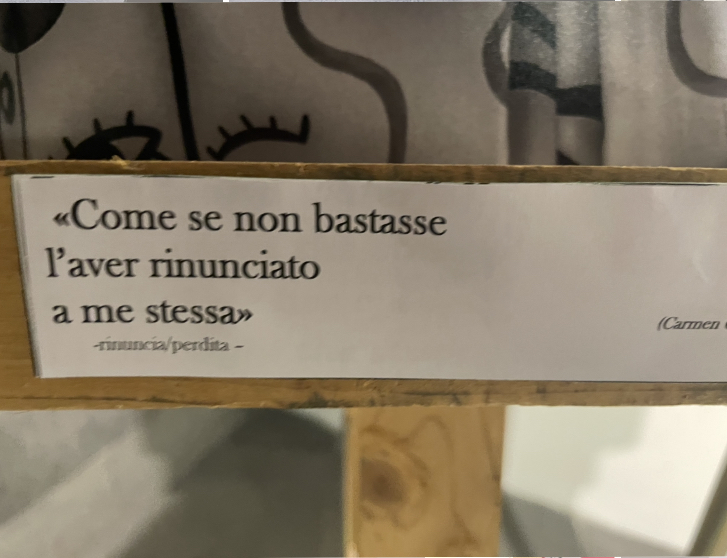 «Come se non bastasse
l'aver rinunciato
a me stessa»
-rinuncia/perdita -
(Carmen